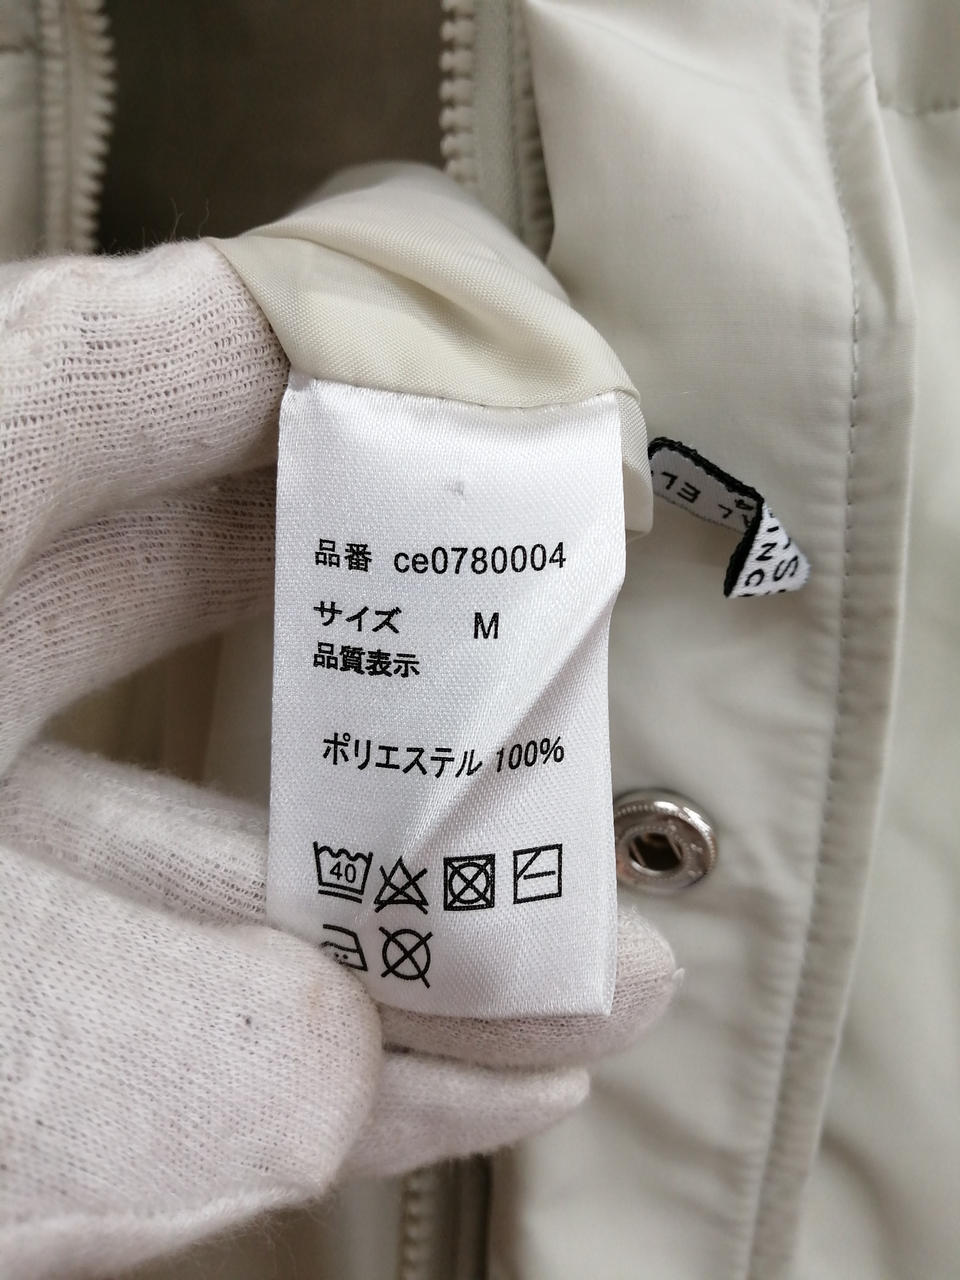 品番 ce0780004
サイズ M
品質表示
ポリエステル 100%
40